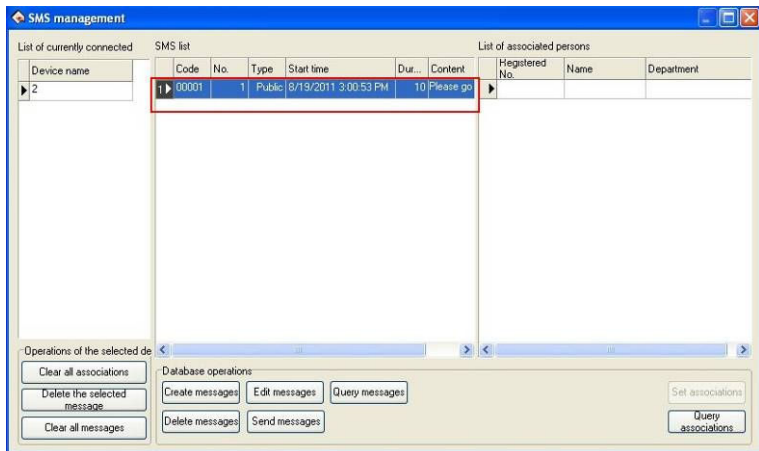 SMS management
List of currently connected
SMS list
List of associated persons
Device name
Code No. Type Start time Dur... Content
Registered No. Name Department
2
1 00001 1 Public 8/19/2011 3:00:53 PM 10 Please go
Operations of the selected de
Clear all associations
Delete the selected
message
Clear all messages
Database operations
Create messages Edit messages Query messages
Delete messages Send messages
Set associations
Query
associations